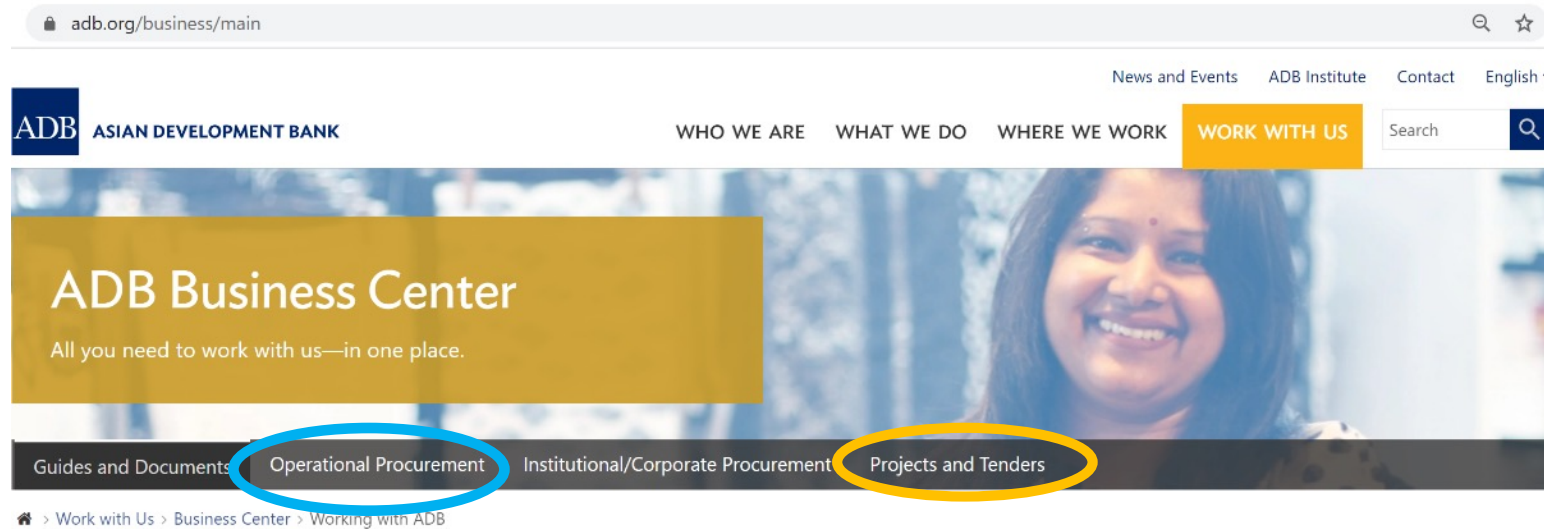 adb.org/business/main
News and Events ADB Institute Contact English
ADB ASIAN DEVELOPMENT BANK WHO WE ARE WHAT WE DO WHERE WE WORK WORK WITH US Search
ADB Business Center
All you need to work with us—in one place.
Guides and Documents Operational Procurement Institutional/Corporate Procurement Projects and Tenders
> Work with Us > Business Center > Working with ADB